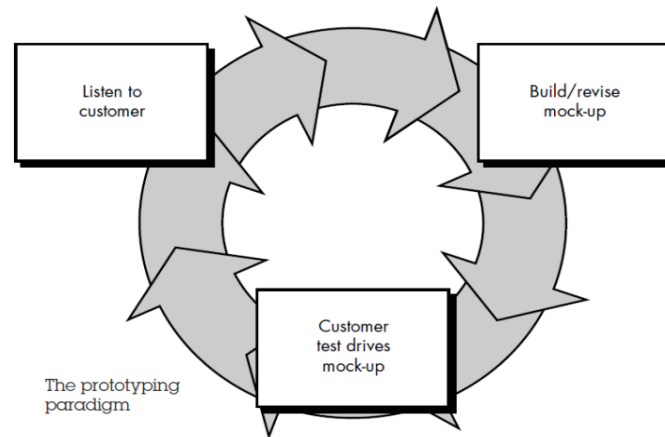 Listen to
customer
Build/revise
mock-up
Customer
test drives
mock-up
The prototyping
paradigm